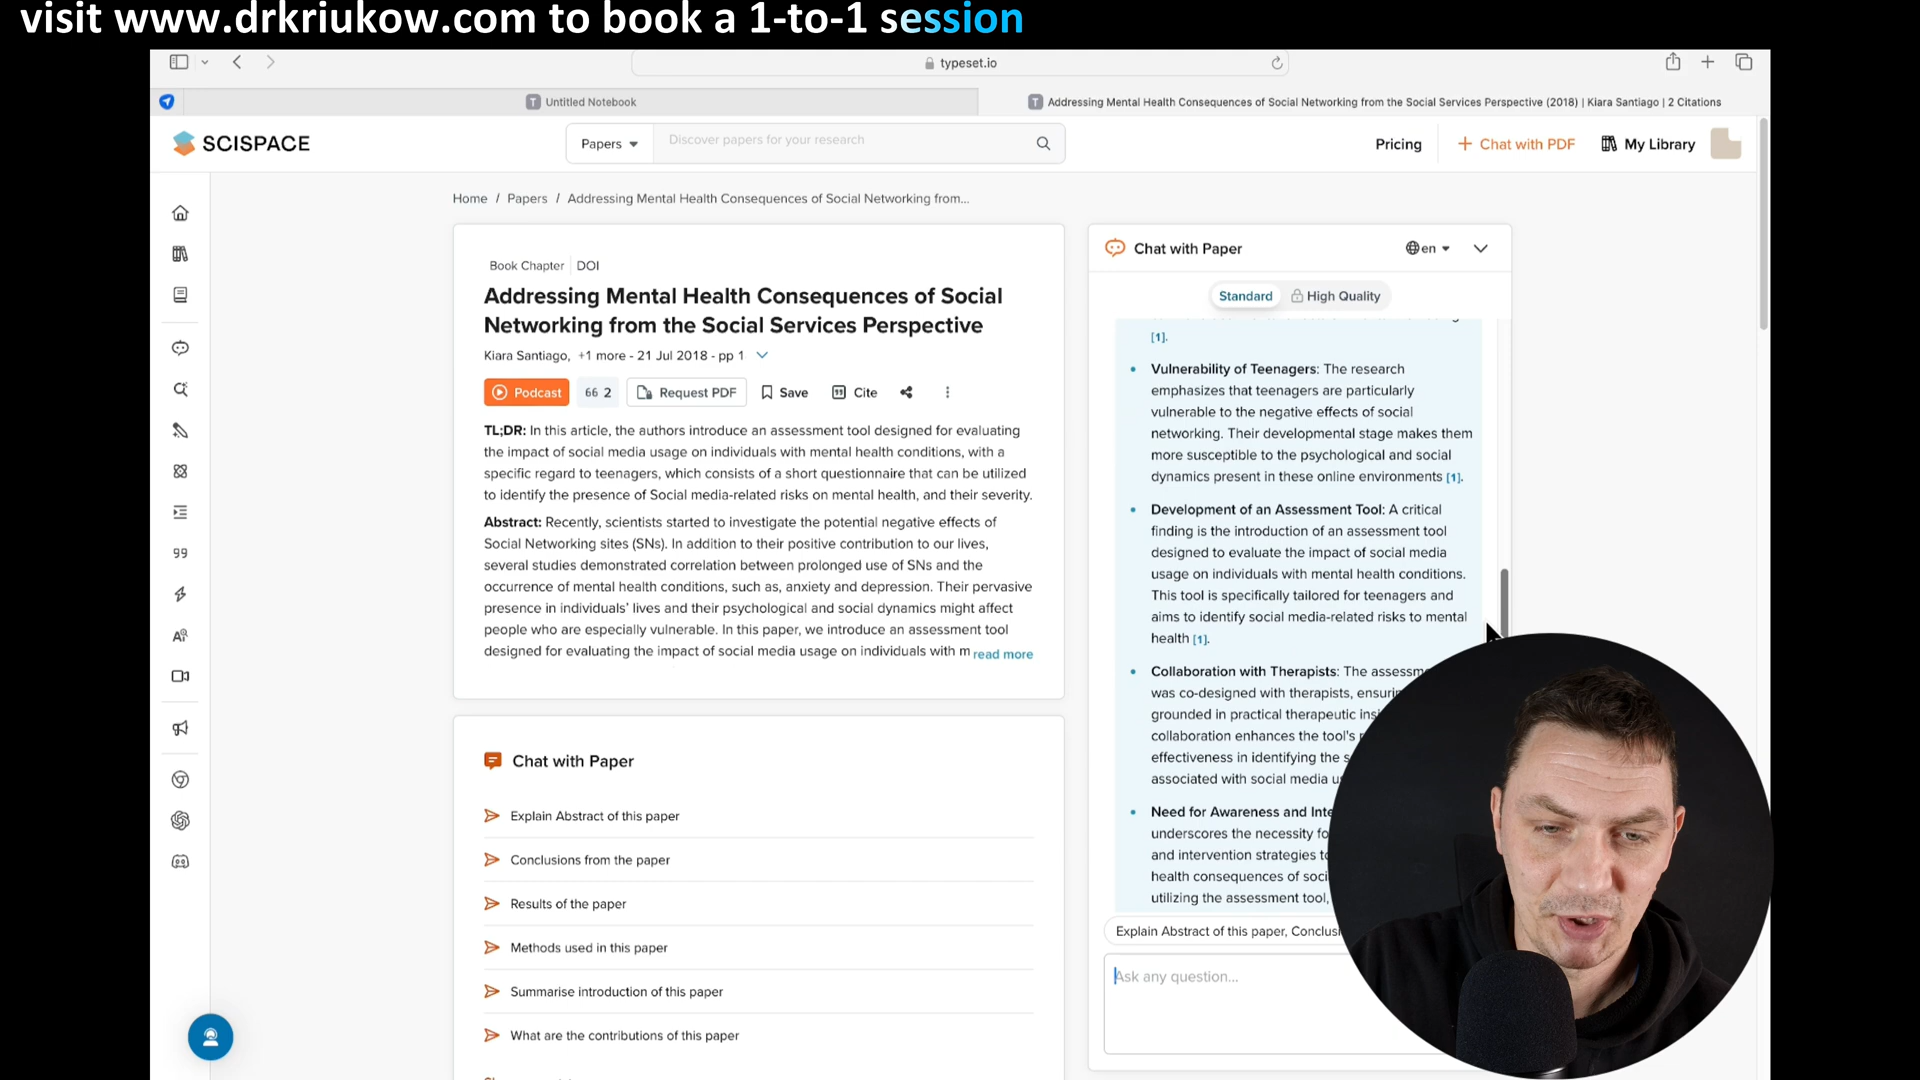 visit www.drkriukow.com to book a 1-to-1 session
typeset.io
T Untitled Notebook
T Addressing Mental Health Consequences of Social Networking from the Social Services Perspective (2018) | Kiara Santiago | 2 Citations
SCISPACE
Papers
Discover papers for your research
Pricing
+ Chat with PDF
My Library
Home / Papers / Addressing Mental Health Consequences of Social Networking from...
Book Chapter DOI
Addressing Mental Health Consequences of Social
Networking from the Social Services Perspective
Kiara Santiago, +1 more - 21 Jul 2018 - pp 1
Podcast
66 2
Request PDF
Save
Cite
TL;DR: In this article, the authors introduce an assessment tool designed for evaluating
the impact of social media usage on individuals with mental health conditions, with a
specific regard to teenagers, which consists of a short questionnaire that can be utilized
to identify the presence of Social media-related risks on mental health, and their severity.
Abstract: Recently, scientists started to investigate the potential negative effects of
Social Networking sites (SNs). In addition to their positive contribution to our lives,
several studies demonstrated correlation between prolonged use of SNs and the
occurrence of mental health conditions, such as, anxiety and depression. Their pervasive
presence in individuals' lives and their psychological and social dynamics might affect
people who are especially vulnerable. In this paper, we introduce an assessment tool
designed for evaluating the impact of social media usage on individuals with m read more
Chat with Paper
Explain Abstract of this paper
Conclusions from the paper
Results of the paper
Methods used in this paper
Summarise introduction of this paper
What are the contributions of this paper
Chat with Paper
en
Standard
High Quality
[1].
• Vulnerability of Teenagers: The research
emphasizes that teenagers are particularly
vulnerable to the negative effects of social
networking. Their developmental stage makes them
more susceptible to the psychological and social
dynamics present in these online environments [1].
• Development of an Assessment Tool: A critical
finding is the introduction of an assessment tool
designed to evaluate the impact of social media
usage on individuals with mental health conditions.
This tool is specifically tailored for teenagers and
aims to identify social media-related risks to mental
health [1].
• Collaboration with Therapists: The assessm
was co-designed with therapists, ensurin
grounded in practical therapeutic insi
collaboration enhances the tool's
effectiveness in identifying the s
associated with social media u
• Need for Awareness and Inte
underscores the necessity fo
and intervention strategies to
health consequences of soci
utilizing the assessment tool,
Explain Abstract of this paper, Conclusi
Ask any question...